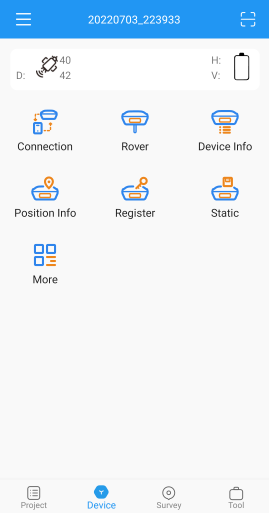 20220703_223933
40 H:
D: 42 V:
Connection Rover Device Info
Position Info Register Static
More
Project Device Survey Tool